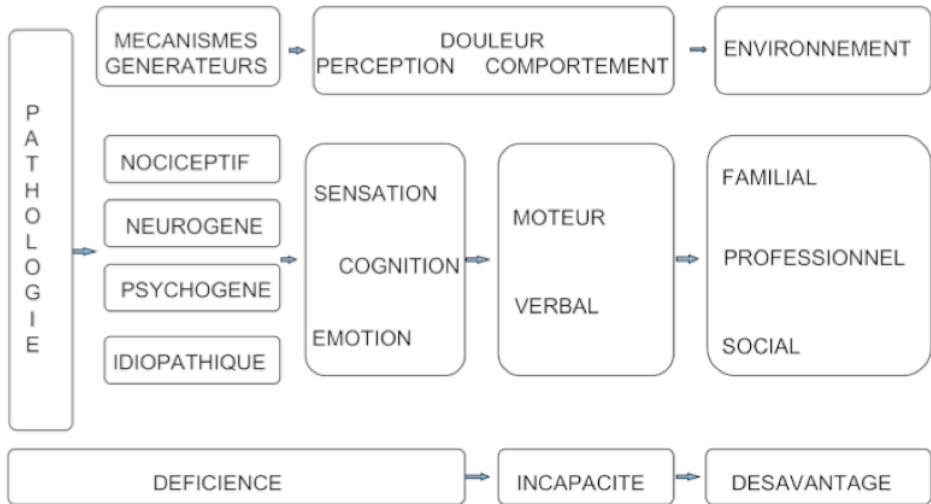 PATHOLOGIE
MECANISMES
GENERATEURS
DOULEUR
PERCEPTION COMPORTEMENT
ENVIRONNEMENT
NOCICEPTIF
NEUROGENE
PSYCHOGENE
IDIOPATHIQUE
SENSATION
COGNITION
EMOTION
MOTEUR
VERBAL
FAMILIAL
PROFESSIONNEL
SOCIAL
DEFICIENCE
INCAPACITE
DESAVANTAGE